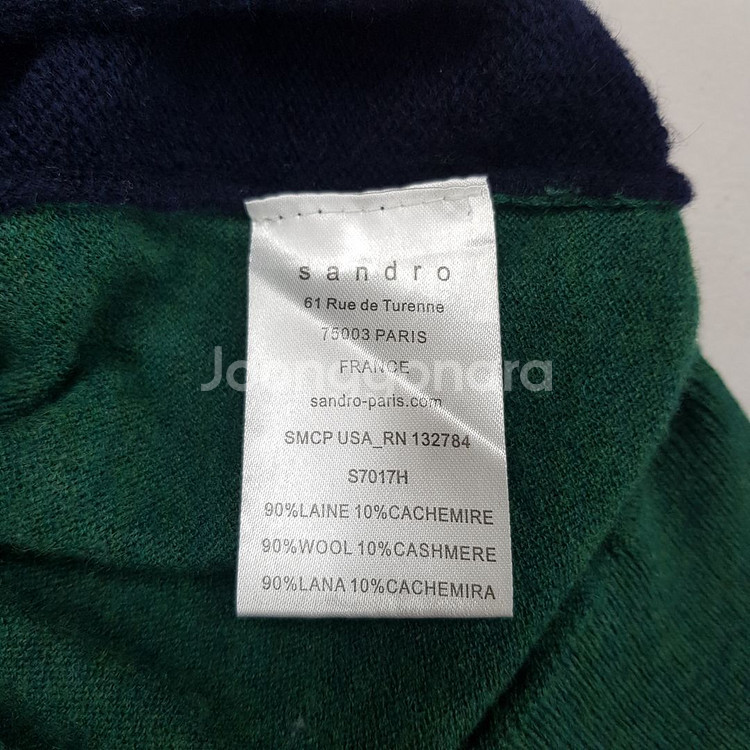 sandro
61 Rue de Turenne
75003 PARIS
FRANCE
Joonggonara
sandro-paris.com
SMCP USA_RN 132784
S7017H
90%LAINE 10%CACHEMIRE
90%WOOL 10%CASHMERE
90%LANA 10%CACHEMIRA